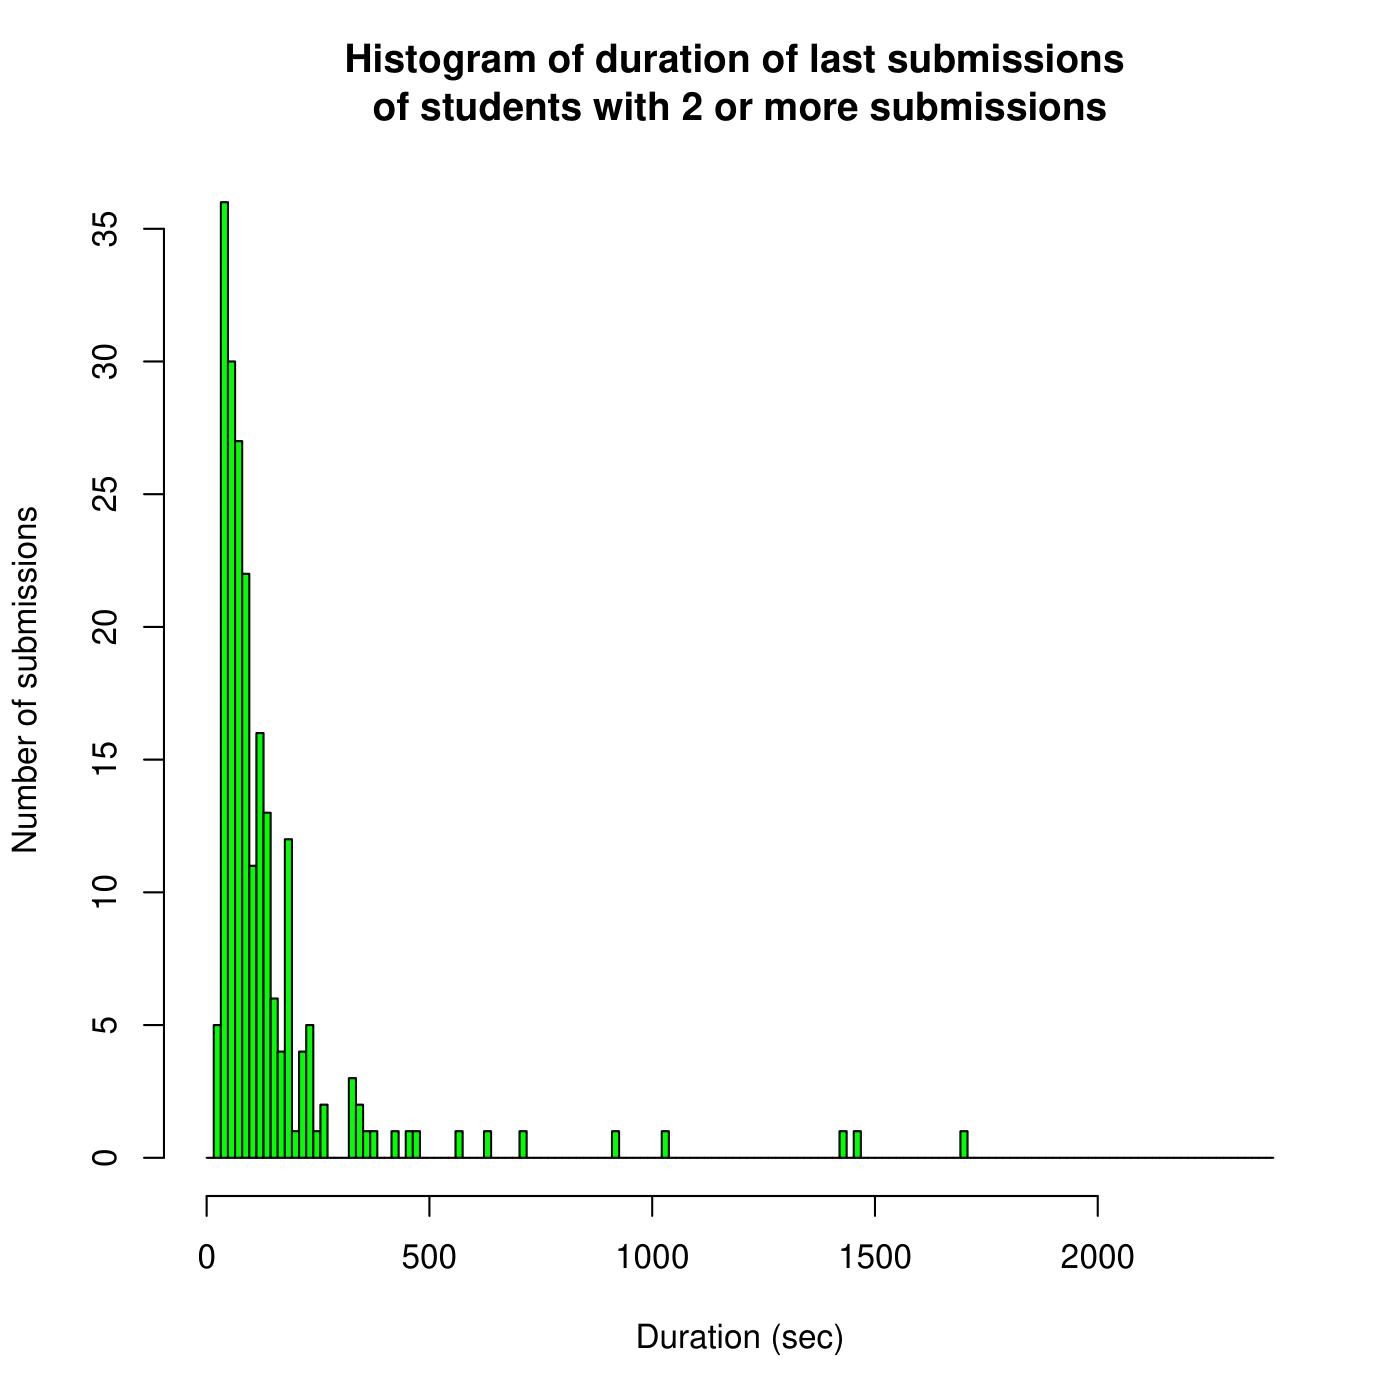 Histogram of duration of last submissions
of students with 2 or more submissions
Number of submissions
35
30
25
20
15
10
5
0
0 500 1000 1500 2000
Duration (sec)